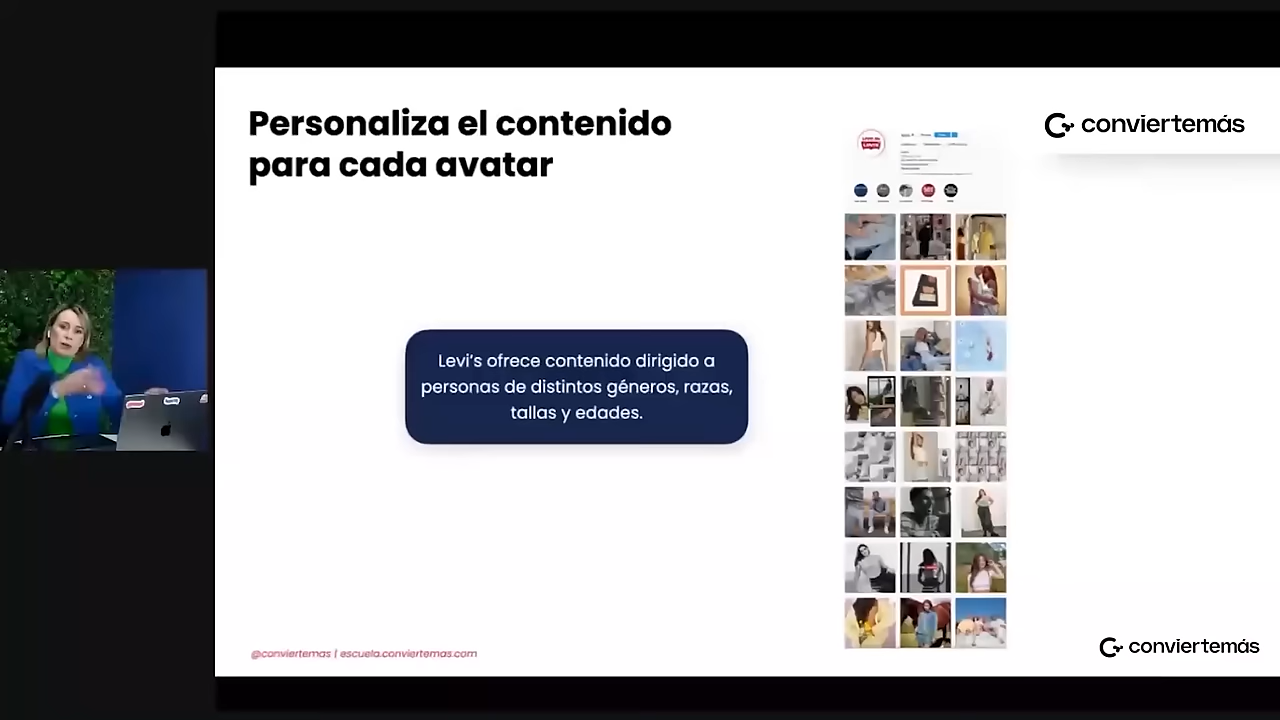 Personaliza el contenido
para cada avatar
conviertemás
Levi's ofrece contenido dirigido a
personas de distintos géneros, razas,
tallas y edades.
@conviertemas | escuela.conviertemas.com
conviertemás